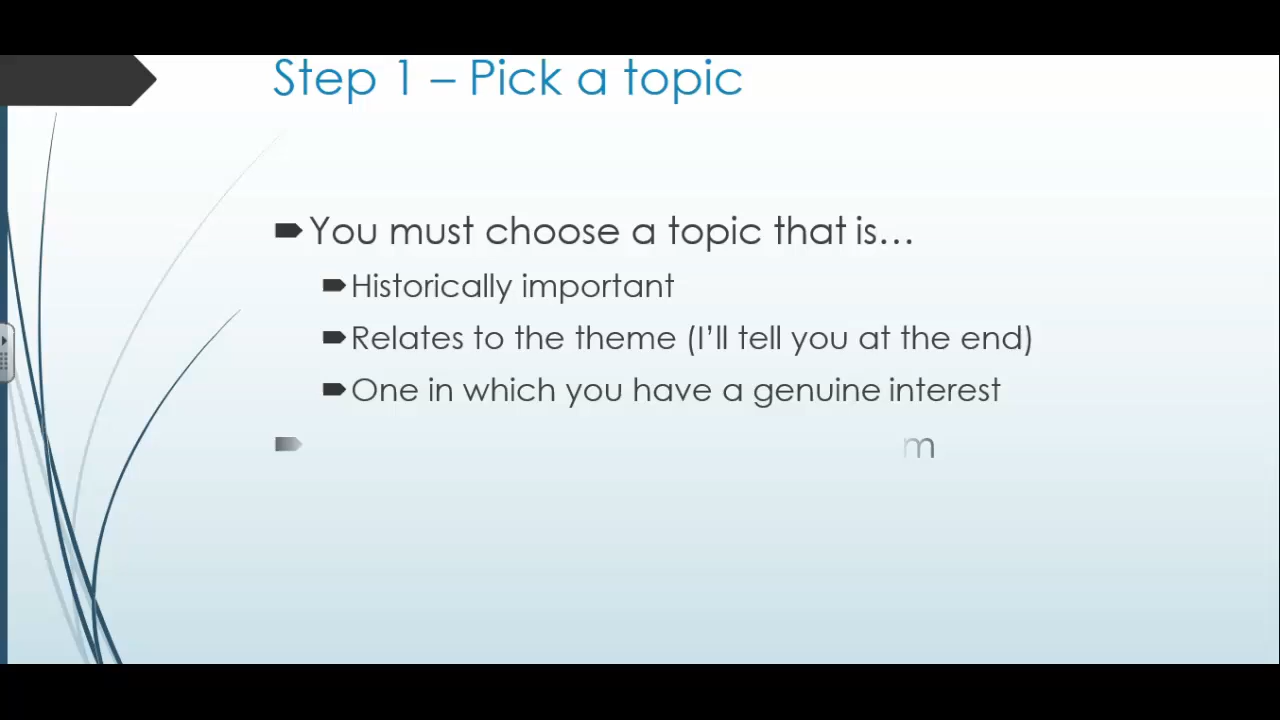 Step 1 – Pick a topic
You must choose a topic that is…
Historically important
Relates to the theme (I'll tell you at the end)
One in which you have a genuine interest
m